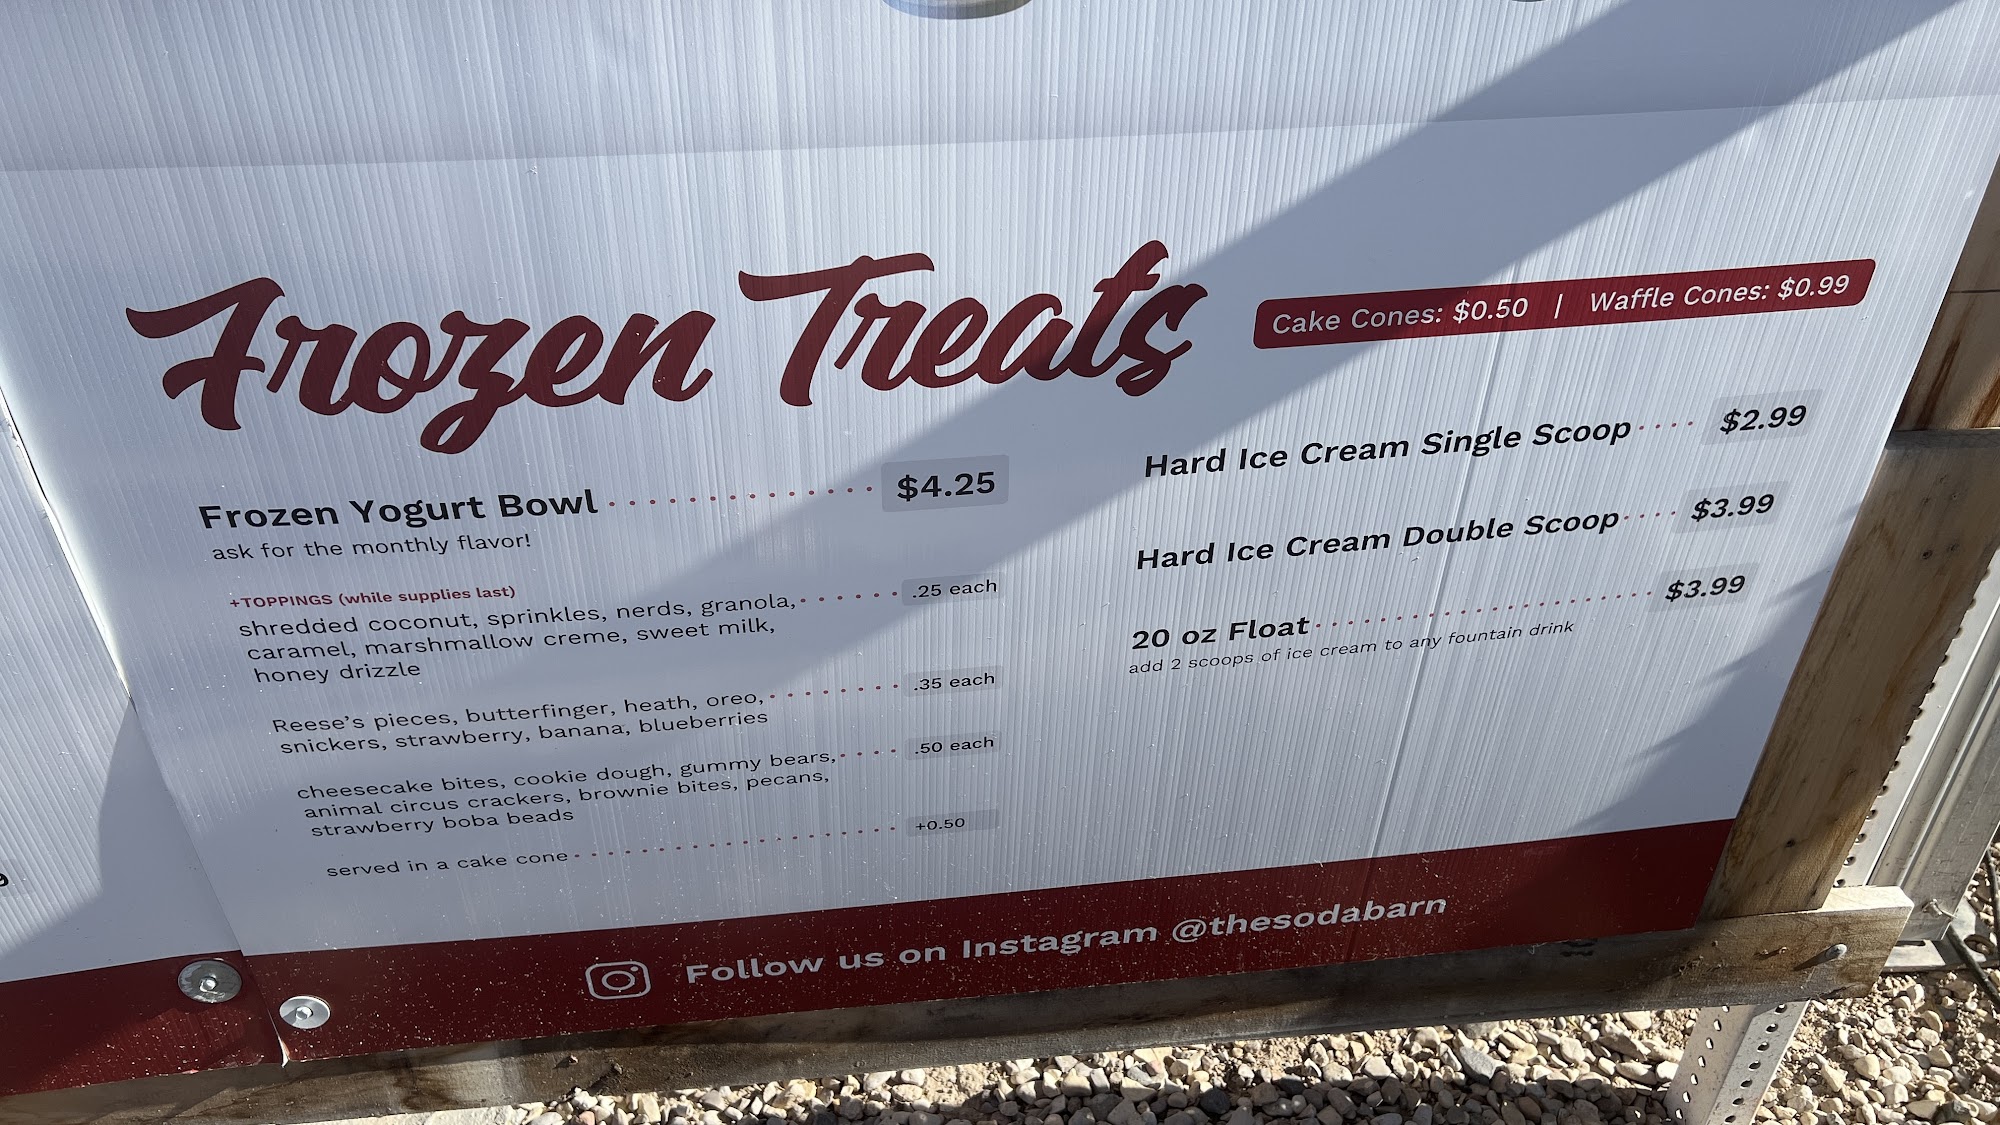 Frozen Treats
Cake Cones: $0.50 | Waffle Cones: $0.99
Frozen Yogurt Bowl $4.25
ask for the monthly flavor!
+TOPPINGS (while supplies last)
shredded coconut, sprinkles, nerds, granola, .25 each
caramel, marshmallow creme, sweet milk,
honey drizzle
Reese's pieces, butterfinger, heath, oreo, .35 each
snickers, strawberry, banana, blueberries
cheesecake bites, cookie dough, gummy bears, .50 each
animal circus crackers, brownie bites, pecans,
strawberry boba beads
served in a cake cone +0.50
Hard Ice Cream Single Scoop $2.99
Hard Ice Cream Double Scoop $3.99
20 oz Float $3.99
add 2 scoops of ice cream to any fountain drink
Follow us on Instagram @thesodabarn